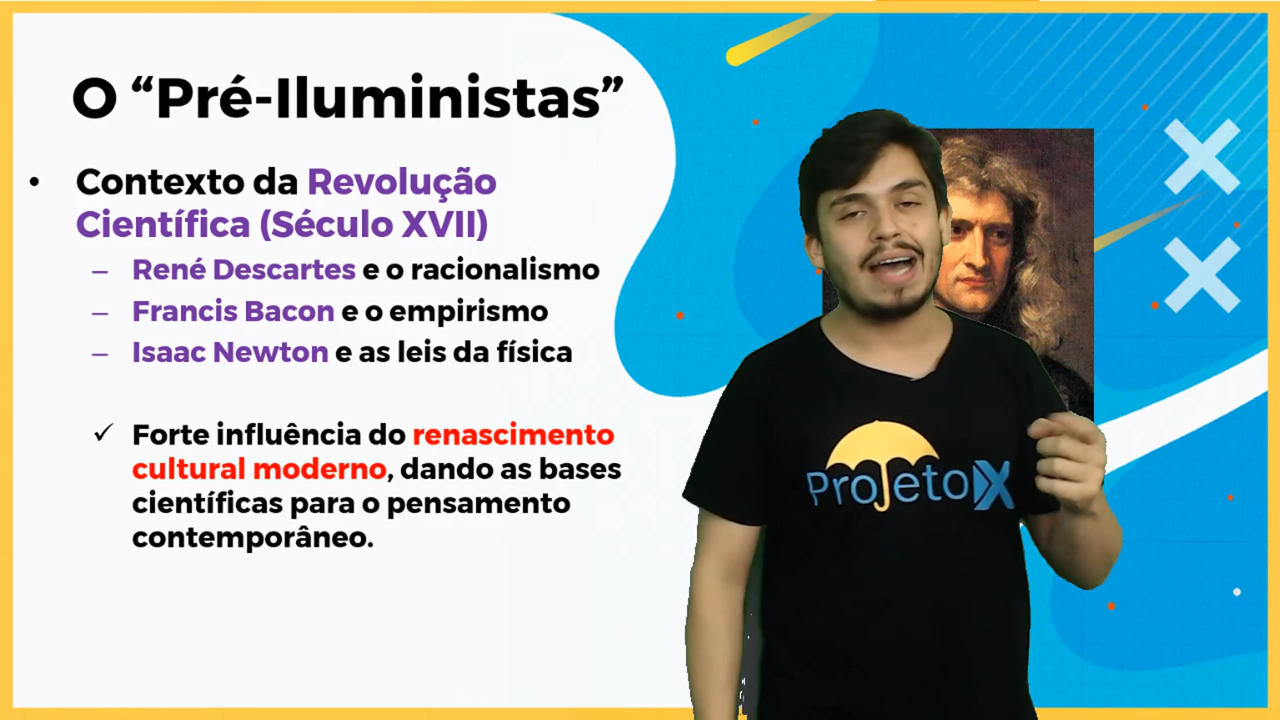 O “Pré-Iluministas”
• Contexto da Revolução
Científica (Século XVII)
– René Descartes e o racionalismo
– Francis Bacon e o empirismo
– Isaac Newton e as leis da física
✓ Forte influência do renascimento
cultural moderno, dando as bases
científicas para o pensamento
contemporâneo.
ProjetoX